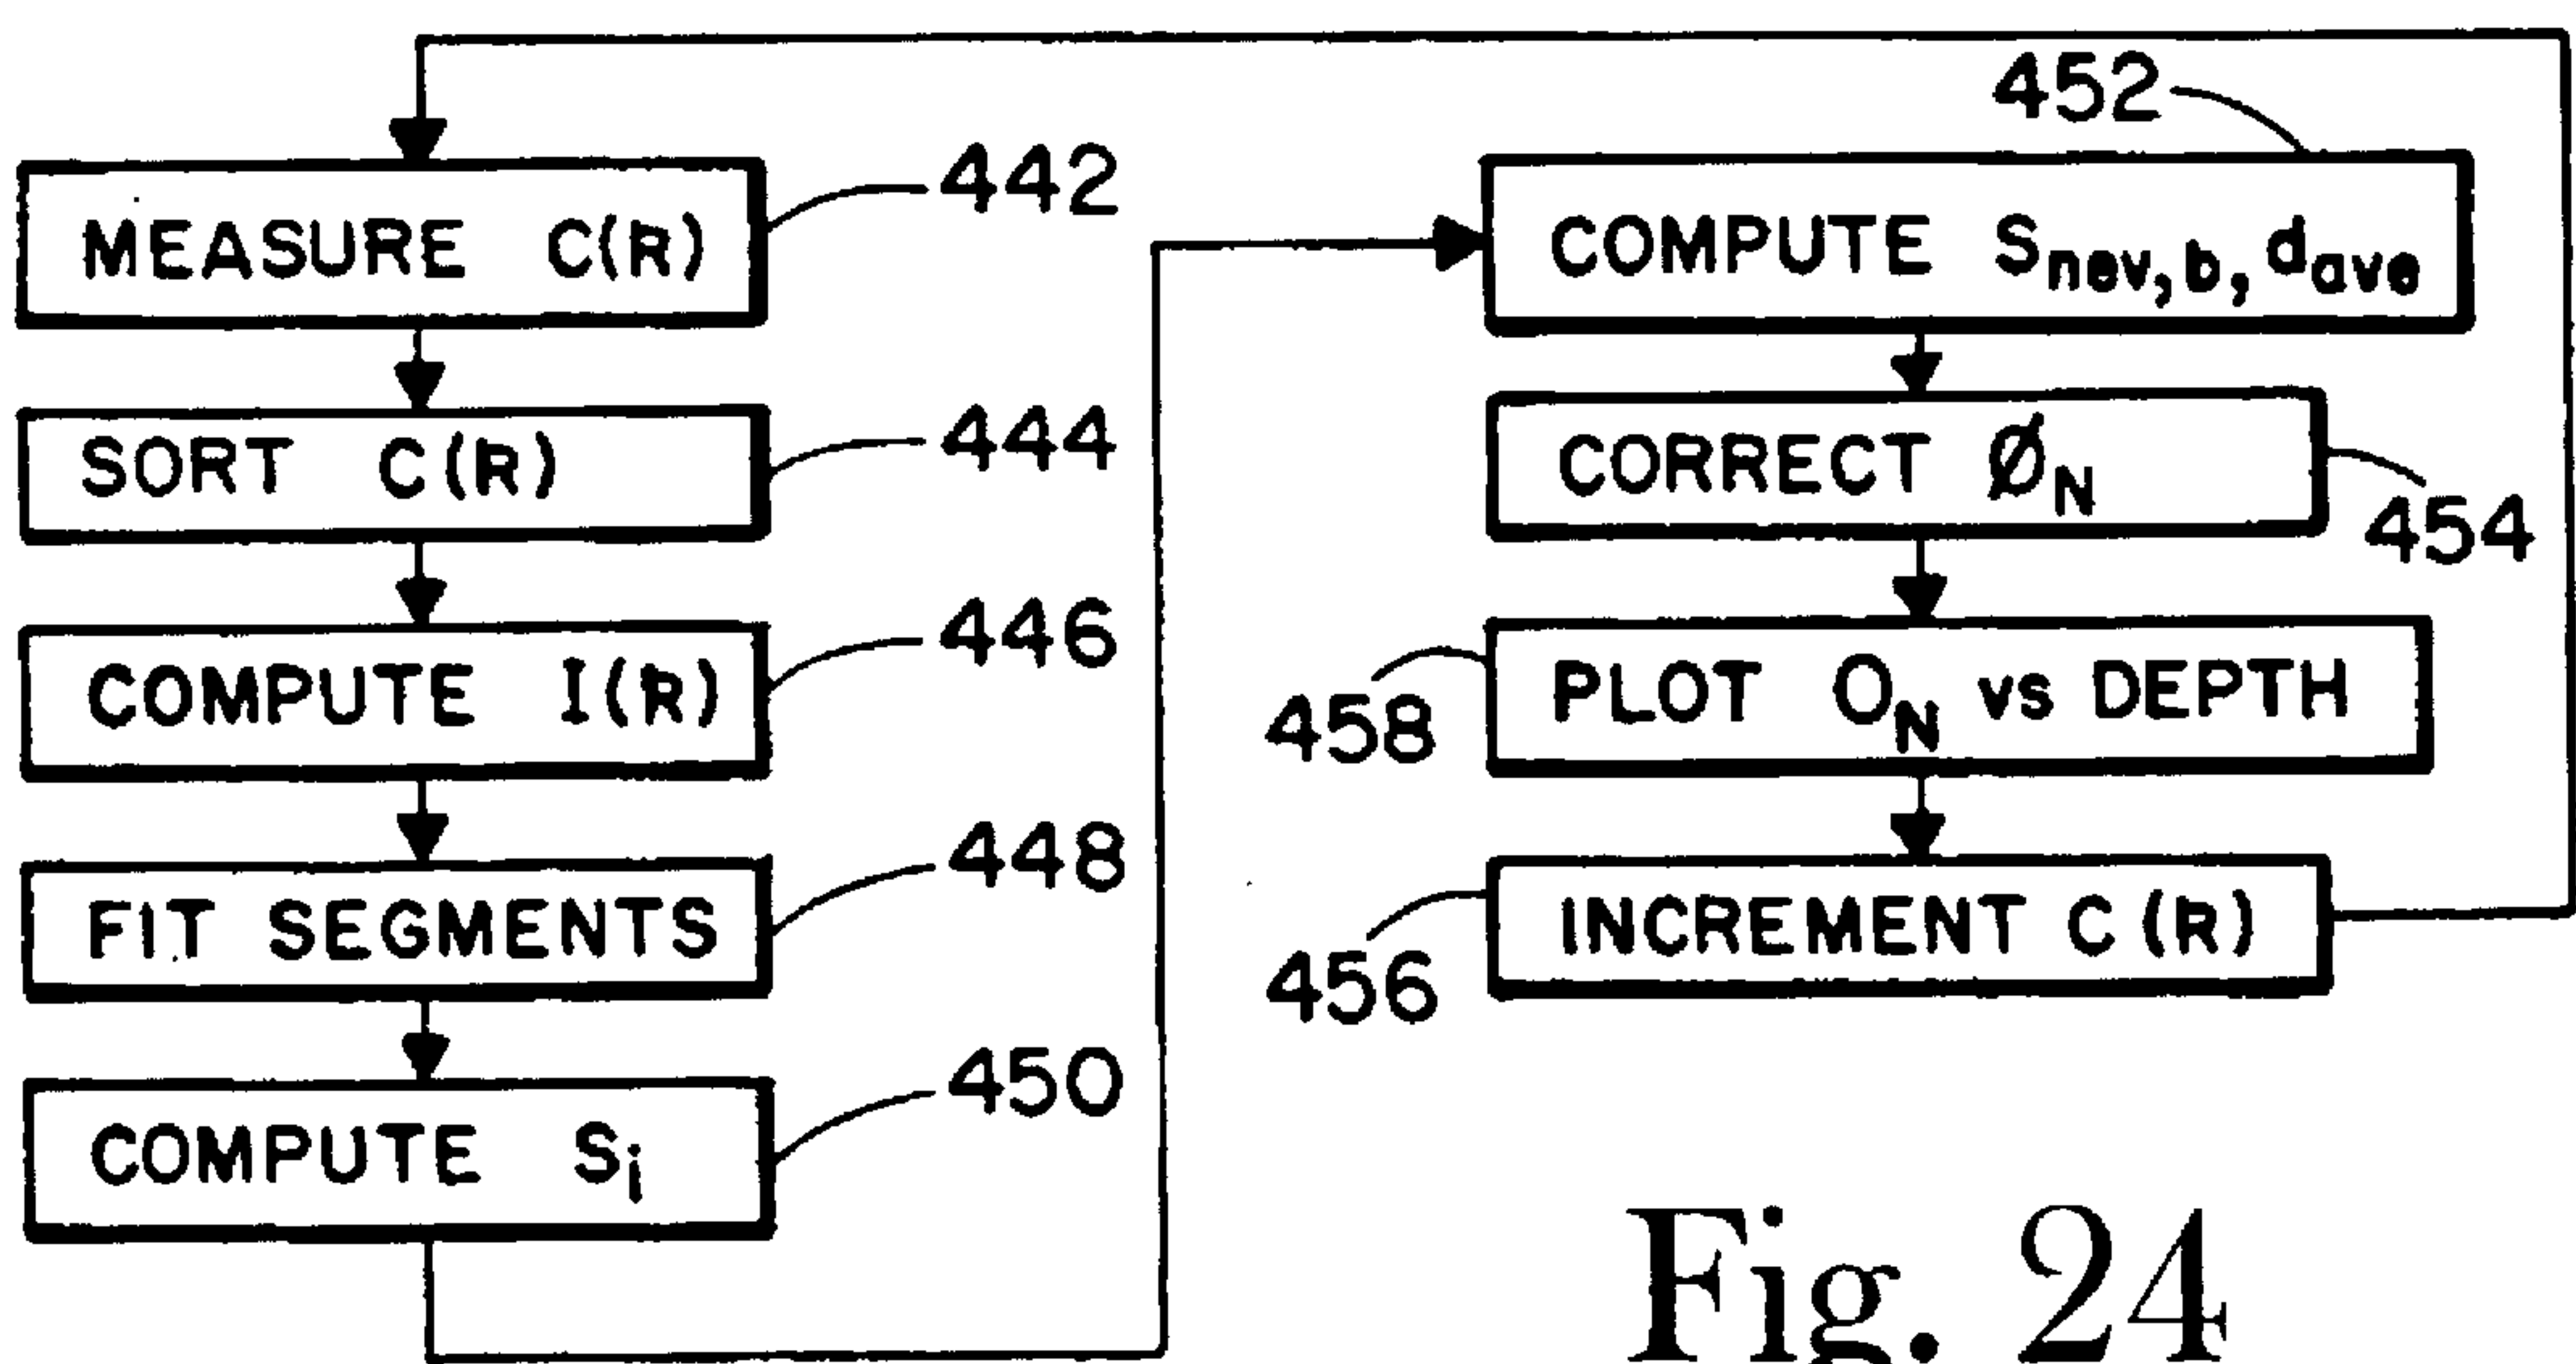 MEASURE C(R)
442
SORT C(R)
444
COMPUTE I(R)
446
FIT SEGMENTS
448
COMPUTE Si
450
452
COMPUTE Snev,b, dave
CORRECT ØN
454
PLOT ON vs DEPTH
458
INCREMENT C(R)
456
Fig. 24